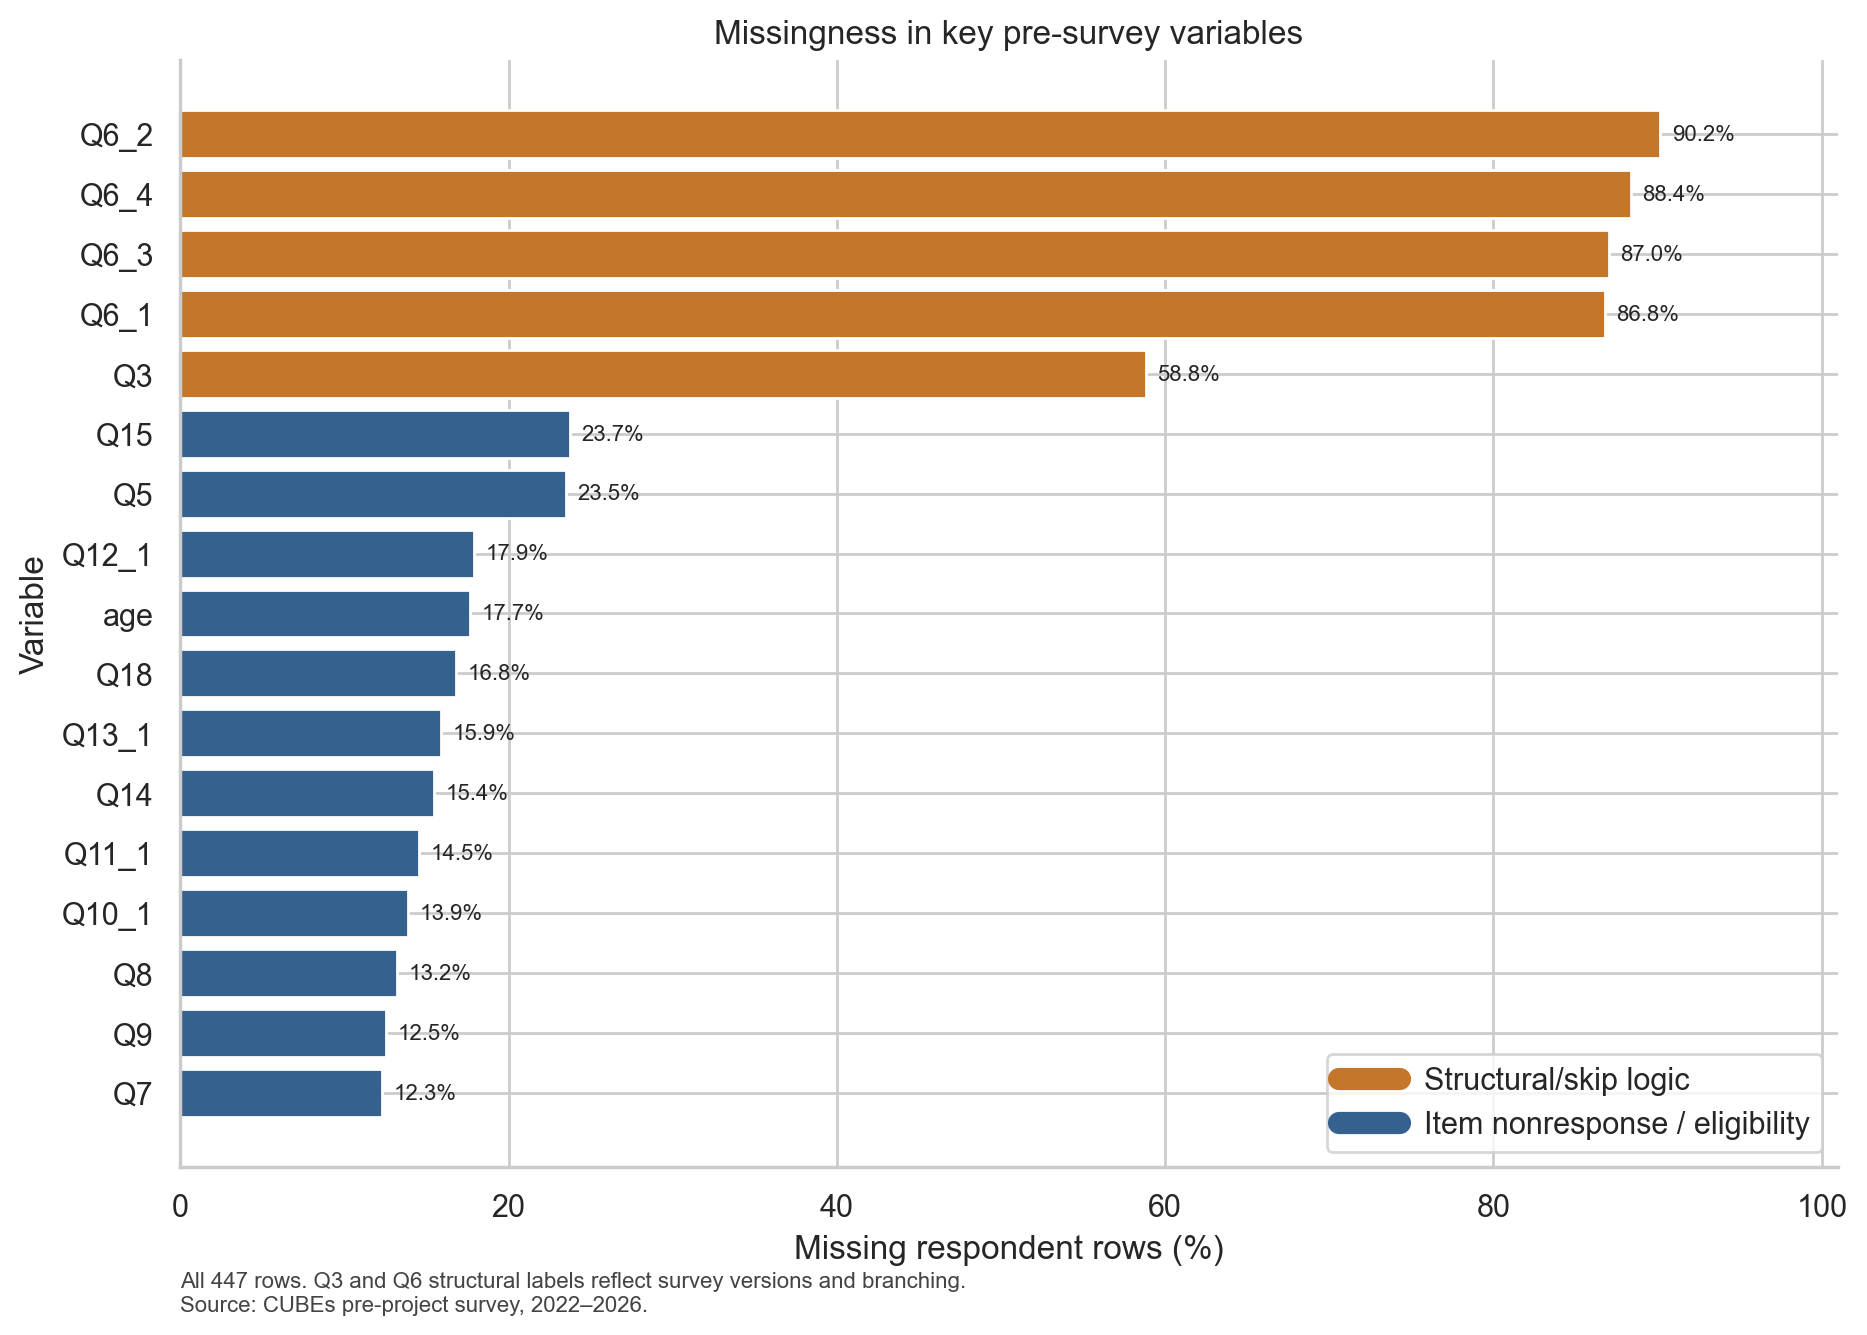 Missingness in key pre-survey variables
Q6_2 90.2%
Q6_4 88.4%
Q6_3 87.0%
Q6_1 86.8%
Q3 58.8%
Q15 23.7%
Q5 23.5%
Q12_1 17.9%
age 17.7%
Q18 16.8%
Q13_1 15.9%
Q14 15.4%
Q11_1 14.5%
Q10_1 13.9%
Q8 13.2%
Q9 12.5%
Q7 12.3%
Variable
Structural/skip logic
Item nonresponse / eligibility
0 20 40 60 80 100
Missing respondent rows (%)
All 447 rows. Q3 and Q6 structural labels reflect survey versions and branching.
Source: CUBEs pre-project survey, 2022–2026.